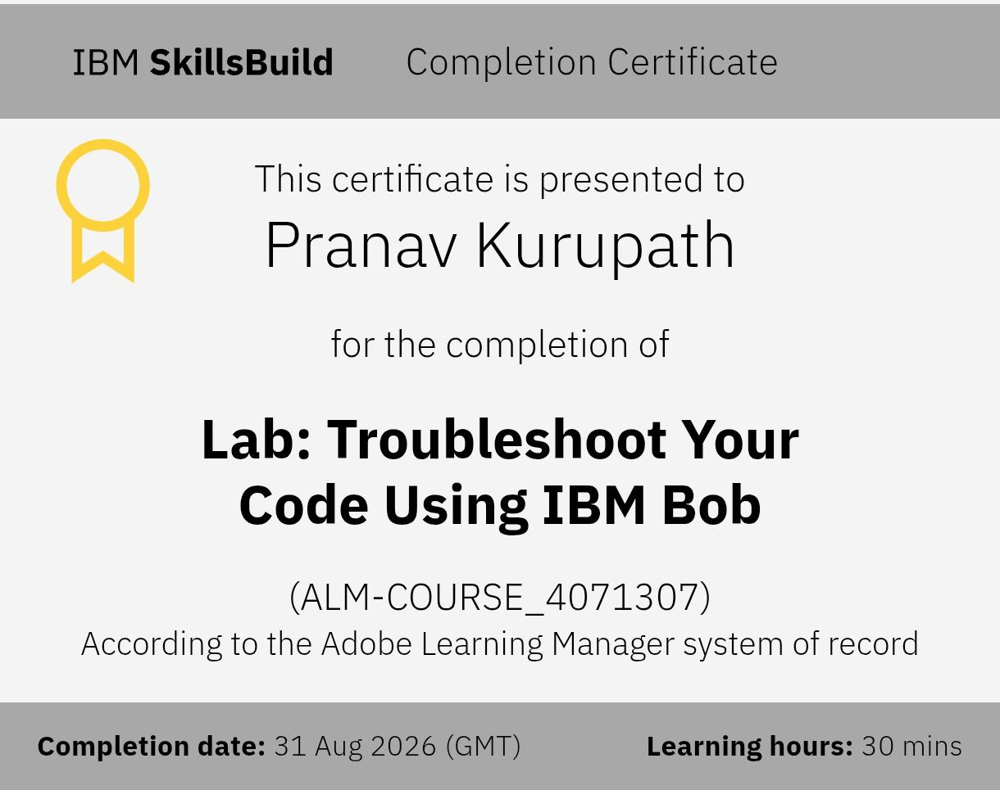 IBM SkillsBuild Completion Certificate
This certificate is presented to
Pranav Kurupath
for the completion of
Lab: Troubleshoot Your
Code Using IBM Bob
(ALM-COURSE_4071307)
According to the Adobe Learning Manager system of record
Completion date: 31 Aug 2026 (GMT) Learning hours: 30 mins